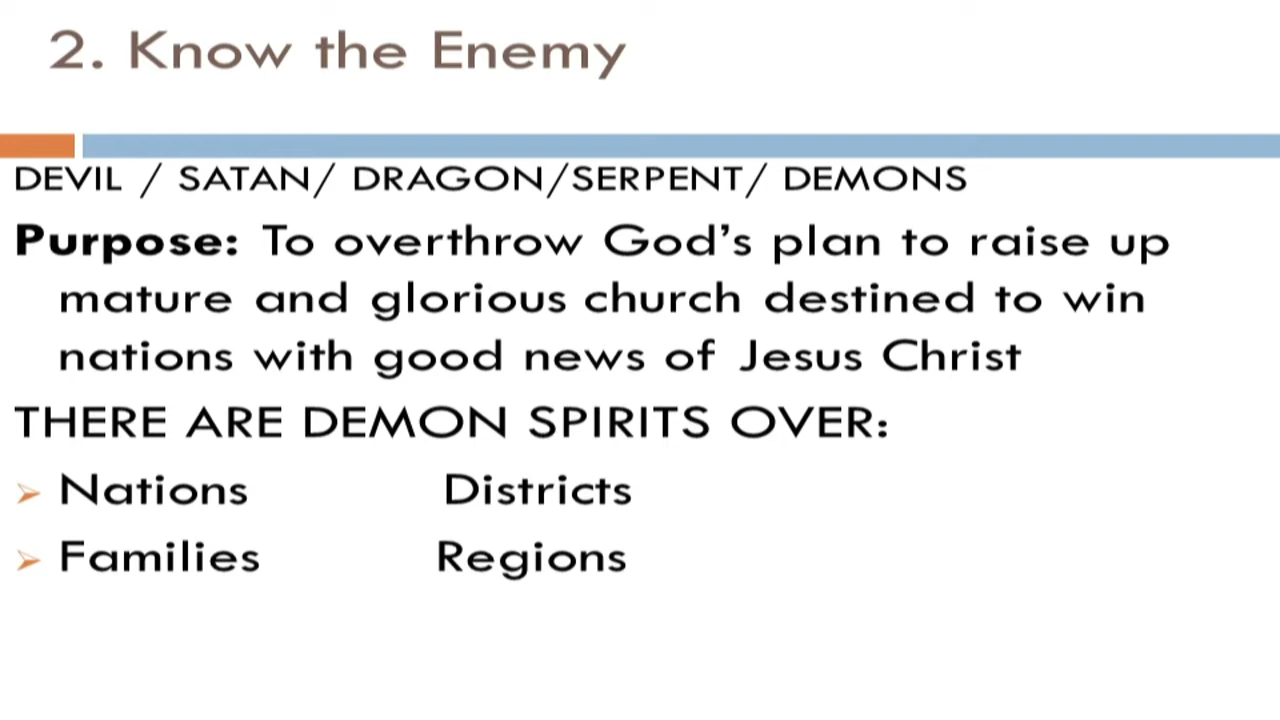 2. Know the Enemy
DEVIL / SATAN/ DRAGON/SERPENT/ DEMONS
Purpose: To overthrow God’s plan to raise up
mature and glorious church destined to win
nations with good news of Jesus Christ
THERE ARE DEMON SPIRITS OVER:
➢ Nations Districts
➢ Families Regions